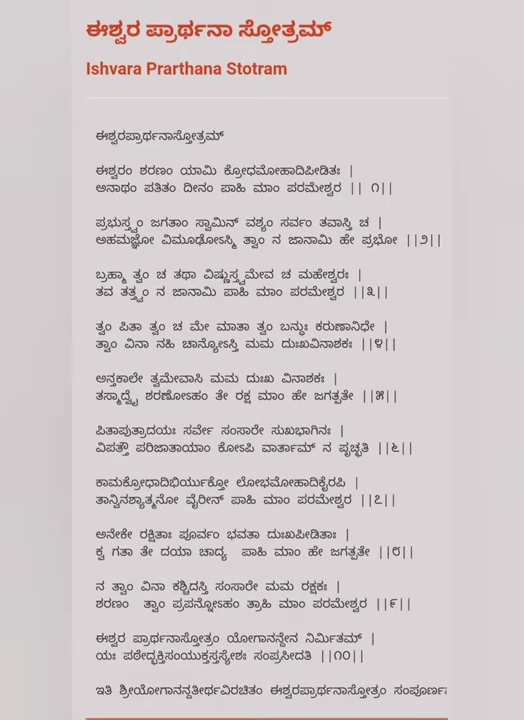 ಈಶ್ವರ ಪ್ರಾರ್ಥನಾ ಸ್ತೋತ್ರಮ್
Ishvara Prarthana Stotram
ಈಶ್ವರಪ್ರಾರ್ಥನಾಸ್ತೋತ್ರಮ್
ಈಶ್ವರಂ ಶರಣಂ ಯಾಮಿ ಕ್ರೋಧಮೋಹಾದಿಪೀಡಿತಃ |
ಅನಾಥಂ ಪತಿತಂ ದೀನಂ ಪಾಹಿ ಮಾಂ ಪರಮೇಶ್ವರ || ೧||
ಪ್ರಭುಸ್ತ್ವಂ ಜಗತಾಂ ಸ್ವಾಮಿನ್ ವಶ್ಯಂ ಸರ್ವಂ ತವಾಸ್ತಿ ಚ |
ಅಹಮಜ್ಞೋ ವಿಮೂಢೋಽಸ್ಮಿ ತ್ವಾಂ ನ ಜಾನಾಮಿ ಹೇ ಪ್ರಭೋ ||೨||
ಬ್ರಹ್ಮಾ ತ್ವಂ ಚ ತಥಾ ವಿಷ್ಣುಸ್ತ್ವಮೇವ ಚ ಮಹೇಶ್ವರಃ |
ತವ ತತ್ತ್ವಂ ನ ಜಾನಾಮಿ ಪಾಹಿ ಮಾಂ ಪರಮೇಶ್ವರ ||೩||
ತ್ವಂ ಪಿತಾ ತ್ವಂ ಚ ಮೇ ಮಾತಾ ತ್ವಂ ಬನ್ಧುಃ ಕರುಣಾನಿಧೇ |
ತ್ವಾಂ ವಿನಾ ನಹಿ ಚಾನ್ಯೋಽಸ್ತಿ ಮಮ ದುಃಖವಿನಾಶಕಃ ||೪||
ಅನ್ತಕಾಲೇ ತ್ವಮೇವಾಸಿ ಮಮ ದುಃಖ ವಿನಾಶಕಃ |
ತಸ್ಮಾದ್ವೈ ಶರಣೋಽಹಂ ತೇ ರಕ್ಷ ಮಾಂ ಹೇ ಜಗತ್ಪತೇ ||೫||
ಪಿತಾಪುತ್ರಾದಯಃ ಸರ್ವೇ ಸಂಸಾರೇ ಸುಖಭಾಗಿನಃ |
ವಿಪತ್ತೌ ಪರಿಜಾತಾಯಾಂ ಕೋಽಪಿ ವಾರ್ತಾಮ್ ನ ಪೃಚ್ಛತಿ ||೬||
ಕಾಮಕ್ರೋಧಾದಿಭಿರ್ಯುಕ್ತೋ ಲೋಭಮೋಹಾದಿಕೈರಪಿ |
ತಾನ್ವಿನಶ್ಯಾತ್ಮನೋ ವೈರೀನ್ ಪಾಹಿ ಮಾಂ ಪರಮೇಶ್ವರ ||೭||
ಅನೇಕೇ ರಕ್ಷಿತಾಃ ಪೂರ್ವಂ ಭವತಾ ದುಃಖಪೀಡಿತಾಃ |
ಕ್ವ ಗತಾ ತೇ ದಯಾ ಚಾದ್ಯ ಪಾಹಿ ಮಾಂ ಹೇ ಜಗತ್ಪತೇ ||೮||
ನ ತ್ವಾಂ ವಿನಾ ಕಶ್ಚಿದಸ್ತಿ ಸಂಸಾರೇ ಮಮ ರಕ್ಷಕಃ |
ಶರಣಂ ತ್ವಾಂ ಪ್ರಪನ್ನೋಽಹಂ ತ್ರಾಹಿ ಮಾಂ ಪರಮೇಶ್ವರ ||೯||
ಈಶ್ವರ ಪ್ರಾರ್ಥನಾಸ್ತೋತ್ರಂ ಯೋಗಾನನ್ದೇನ ನಿರ್ಮಿತಮ್ |
ಯಃ ಪಠೇದ್ಭಕ್ತಿಸಂಯುಕ್ತಸ್ತಸ್ಯೇಶಃ ಸಂಪ್ರಸೀದತಿ ||೧೦||
ಇತಿ ಶ್ರೀಯೋಗಾನನ್ದತೀರ್ಥವಿರಚಿತಂ ಈಶ್ವರಪ್ರಾರ್ಥನಾಸ್ತೋತ್ರಂ